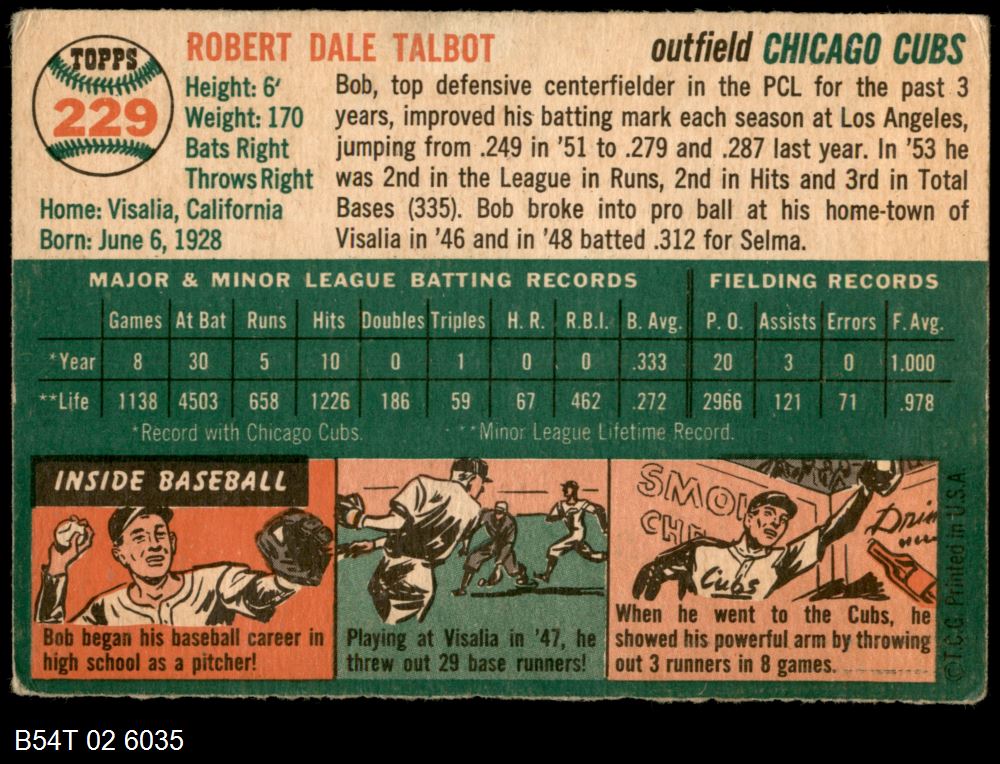 TOPPS
229
ROBERT DALE TALBOT
outfield CHICAGO CUBS
Height: 6'
Weight: 170
Bats Right
Throws Right
Home: Visalia, California
Born: June 6, 1928
Bob, top defensive centerfielder in the PCL for the past 3
years, improved his batting mark each season at Los Angeles,
jumping from .249 in '51 to .279 and .287 last year. In '53 he
was 2nd in the League in Runs, 2nd in Hits and 3rd in Total
Bases (335). Bob broke into pro ball at his home-town of
Visalia in '46 and in '48 batted .312 for Selma.
MAJOR & MINOR LEAGUE BATTING RECORDS FIELDING RECORDS
Games At Bat Runs Hits Doubles Triples H. R. R.B.I. B. Avg. P. O. Assists Errors F. Avg.
*Year 8 30 5 10 0 1 0 0 .333 20 3 0 1.000
**Life 1138 4503 658 1226 186 59 67 462 .272 2966 121 71 .978
*Record with Chicago Cubs. **Minor League Lifetime Record.
INSIDE BASEBALL
Bob began his baseball career in
high school as a pitcher!
Playing at Visalia in '47, he
threw out 29 base runners!
SMO
CH
Drin
Cubs
When he went to the Cubs, he
showed his powerful arm by throwing
out 3 runners in 8 games.
©T.C.G. Printed in U.S.A
B54T 02 6035